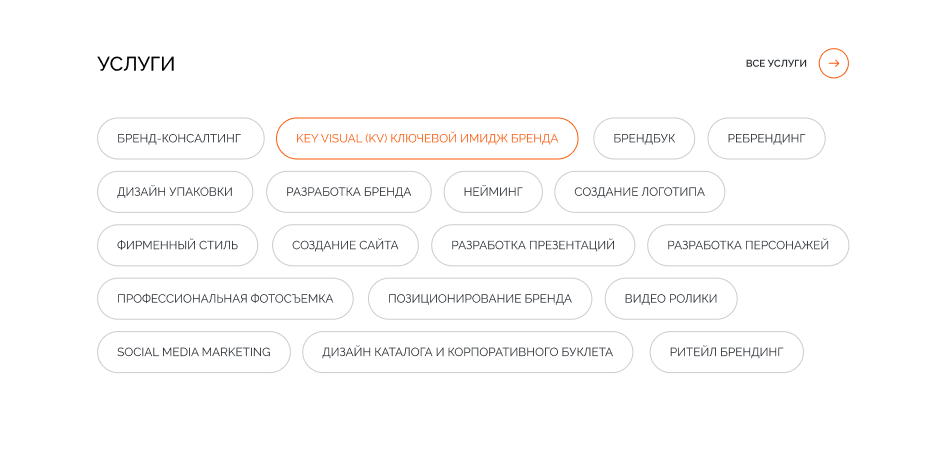 УСЛУГИ
ВСЕ УСЛУГИ
БРЕНД-КОНСАЛТИНГ
KEY VISUAL (KV) КЛЮЧЕВОЙ ИМИДЖ БРЕНДА
БРЕНДБУК
РЕБРЕНДИНГ
ДИЗАЙН УПАКОВКИ
РАЗРАБОТКА БРЕНДА
НЕЙМИНГ
СОЗДАНИЕ ЛОГОТИПА
ФИРМЕННЫЙ СТИЛЬ
СОЗДАНИЕ САЙТА
РАЗРАБОТКА ПРЕЗЕНТАЦИЙ
РАЗРАБОТКА ПЕРСОНАЖЕЙ
ПРОФЕССИОНАЛЬНАЯ ФОТОСЪЕМКА
ПОЗИЦИОНИРОВАНИЕ БРЕНДА
ВИДЕО РОЛИКИ
SOCIAL MEDIA MARKETING
ДИЗАЙН КАТАЛОГА И КОРПОРАТИВНОГО БУКЛЕТА
РИТЕЙЛ БРЕНДИНГ